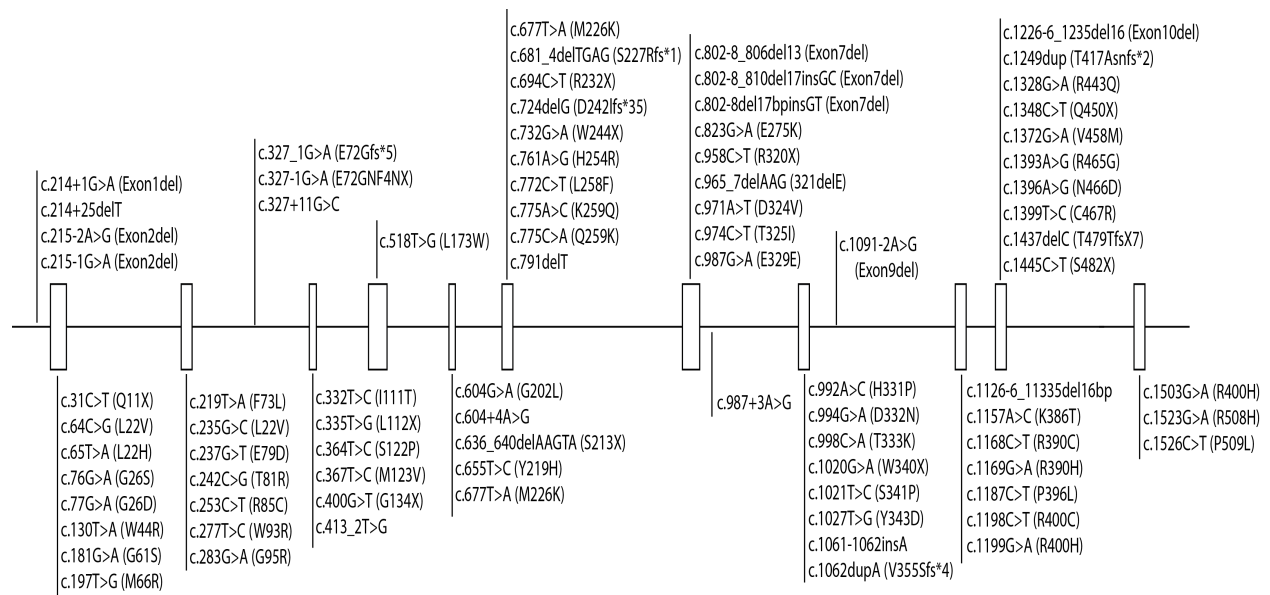 c.214+1G>A (Exon1del)
c.214+25delT
c.215-2A>G (Exon2del)
c.215-1G>A (Exon2del)
c.327_1G>A (E72Gfs*5)
c.327-1G>A (E72GNF4NX)
c.327+11G>C
c.518T>G (L173W)
c.677T>A (M226K)
c.681_4delTGAG (S227Rfs*1)
c.694C>T (R232X)
c.724delG (D242lfs*35)
c.732G>A (W244X)
c.761A>G (H254R)
c.772C>T (L258F)
c.775A>C (K259Q)
c.775C>A (Q259K)
c.791delT
c.802-8_806del13 (Exon7del)
c.802-8_810del17insGC (Exon7del)
c.802-8del17bpinsGT (Exon7del)
c.823G>A (E275K)
c.958C>T (R320X)
c.965_7delAAG (321delE)
c.971A>T (D324V)
c.974C>T (T325I)
c.987G>A (E329E)
c.1091-2A>G
(Exon9del)
c.1226-6_1235del16 (Exon10del)
c.1249dup (T417Asnfs*2)
c.1328G>A (R443Q)
c.1348C>T (Q450X)
c.1372G>A (V458M)
c.1393A>G (R465G)
c.1396A>G (N466D)
c.1399T>C (C467R)
c.1437delC (T479TfsX7)
c.1445C>T (S482X)
c.31C>T (Q11X)
c.64C>G (L22V)
c.65T>A (L22H)
c.76G>A (G26S)
c.77G>A (G26D)
c.130T>A (W44R)
c.181G>A (G61S)
c.197T>G (M66R)
c.219T>A (F73L)
c.235G>C (L22V)
c.237G>T (E79D)
c.242C>G (T81R)
c.253C>T (R85C)
c.277T>C (W93R)
c.283G>A (G95R)
c.332T>C (I111T)
c.335T>G (L112X)
c.364T>C (S122P)
c.367T>C (M123V)
c.400G>T (G134X)
c.413_2T>G
c.604G>A (G202L)
c.604+4A>G
c.636_640delAAGTA (S213X)
c.655T>C (Y219H)
c.677T>A (M226K)
c.987+3A>G
c.992A>C (H331P)
c.994G>A (D332N)
c.998C>A (T333K)
c.1020G>A (W340X)
c.1021T>C (S341P)
c.1027T>G (Y343D)
c.1061-1062insA
c.1062dupA (V355Sfs*4)
c.1126-6_11335del16bp
c.1157A>C (K386T)
c.1168C>T (R390C)
c.1169G>A (R390H)
c.1187C>T (P396L)
c.1198C>T (R400C)
c.1199G>A (R400H)
c.1503G>A (R400H)
c.1523G>A (R508H)
c.1526C>T (P509L)